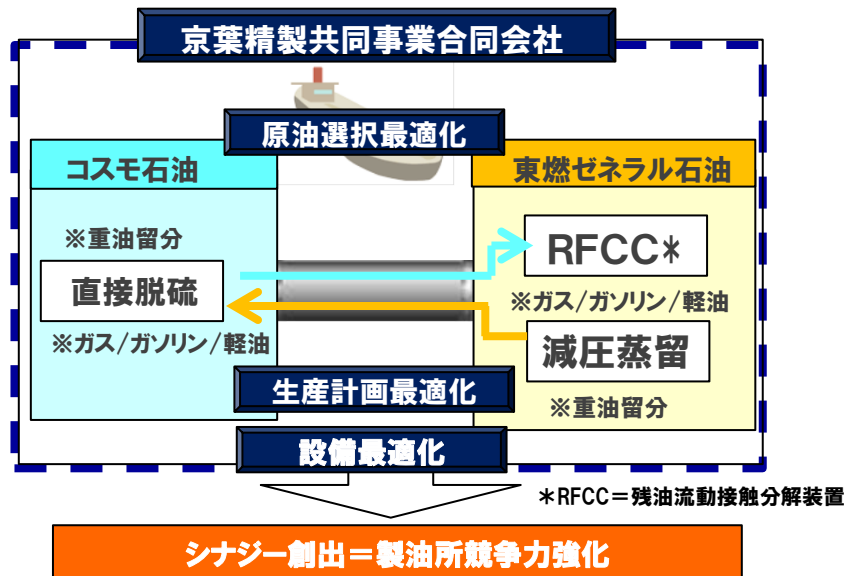 京葉精製共同事業合同会社
原油選択最適化
コスモ石油
東燃ゼネラル石油
※重油留分
直接脱硫
※ガス/ガソリン/軽油
RFCC*
※ガス/ガソリン/軽油
減圧蒸留
※重油留分
生産計画最適化
設備最適化
*RFCC=残油流動接触分解装置
シナジー創出=製油所競争力強化